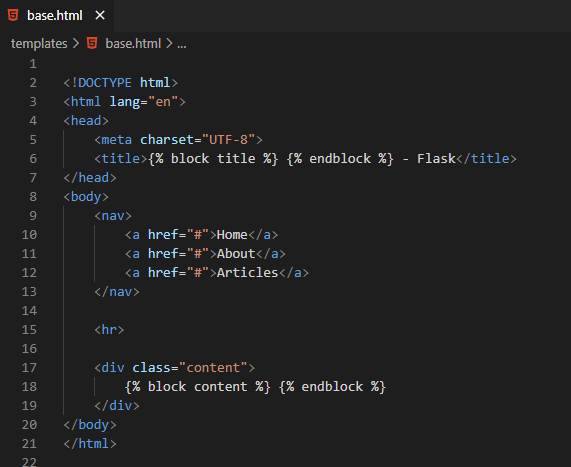 base.html ×
templates > base.html > ...
1
2 <!DOCTYPE html>
3 <html lang="en">
4 <head>
5     <meta charset="UTF-8">
6     <title>{% block title %} {% endblock %} - Flask</title>
7 </head>
8 <body>
9     <nav>
10         <a href="#">Home</a>
11         <a href="#">About</a>
12         <a href="#">Articles</a>
13     </nav>
14
15     <hr>
16
17     <div class="content">
18         {% block content %} {% endblock %}
19     </div>
20 </body>
21 </html>
22